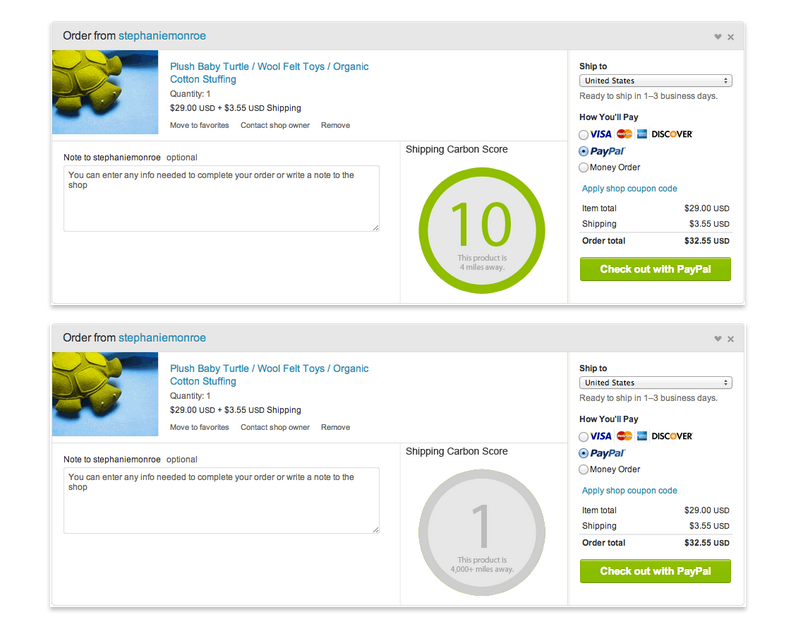 Order from stephaniemonroe
Plush Baby Turtle / Wool Felt Toys / Organic
Cotton Stuffing
Quantity: 1
$29.00 USD + $3.55 USD Shipping
Move to favorites Contact shop owner Remove
Note to stephaniemonroe optional
You can enter any info needed to complete your order or write a note to the
shop
Shipping Carbon Score
10
This product is
4 miles away.
Ship to
United States
Ready to ship in 1–3 business days.
How You'll Pay
VISA MasterCard DISCOVER
PayPal
Money Order
Apply shop coupon code
Item total $29.00 USD
Shipping $3.55 USD
Order total $32.55 USD
Check out with PayPal
Order from stephaniemonroe
Plush Baby Turtle / Wool Felt Toys / Organic
Cotton Stuffing
Quantity: 1
$29.00 USD + $3.55 USD Shipping
Move to favorites Contact shop owner Remove
Note to stephaniemonroe optional
You can enter any info needed to complete your order or write a note to the
shop
Shipping Carbon Score
1
This product is
4,000+ miles away.
Ship to
United States
Ready to ship in 1–3 business days.
How You'll Pay
VISA MasterCard DISCOVER
PayPal
Money Order
Apply shop coupon code
Item total $29.00 USD
Shipping $3.55 USD
Order total $32.55 USD
Check out with PayPal